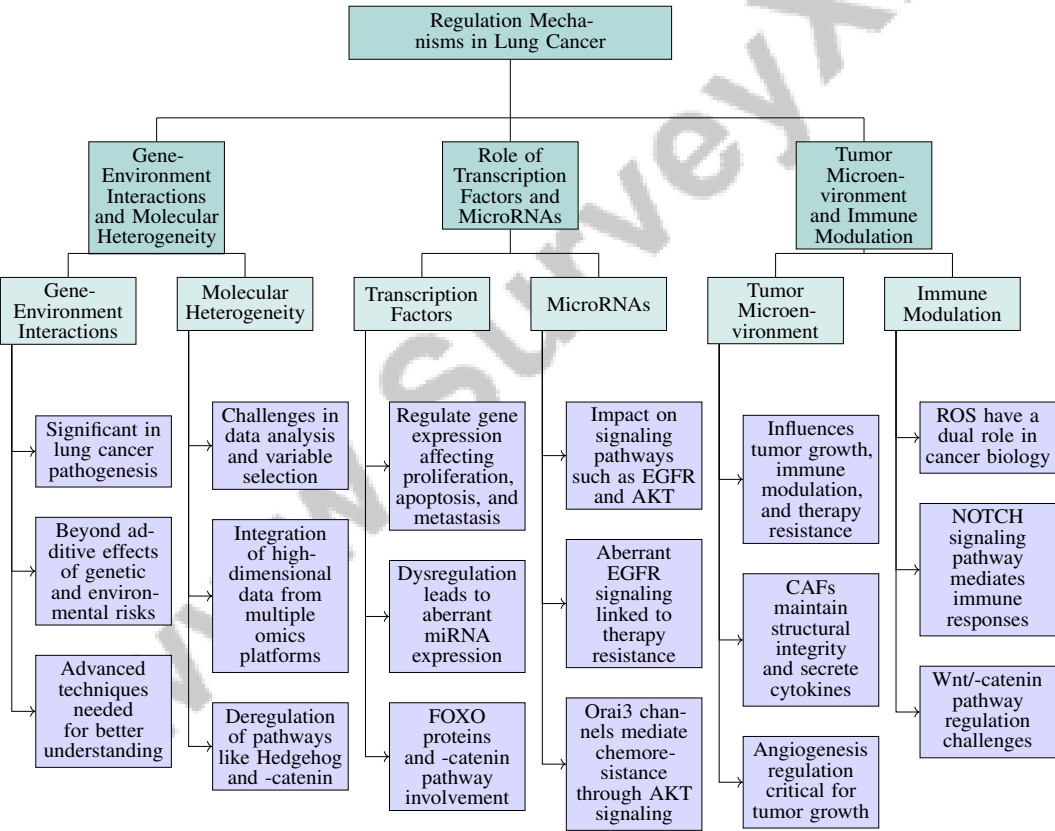 Regulation Mecha-
nisms in Lung Cancer
Gene-
Environment
Interactions
and Molecular
Heterogeneity
Role of
Transcription
Factors and
MicroRNAs
Tumor
Microen-
vironment
and Immune
Modulation
Gene-
Environment
Interactions
Molecular
Heterogeneity
Transcription
Factors
MicroRNAs
Tumor
Microen-
vironment
Immune
Modulation
Significant in
lung cancer
pathogenesis
Beyond ad-
ditive effects
of genetic
and environ-
mental risks
Advanced
techniques
needed
for better
understanding
Challenges in
data analysis
and variable
selection
Integration
of high-
dimensional
data from
multiple
omics
platforms
Deregulation
of pathways
like Hedgehog
and -catenin
Regulate gene
expression
affecting
proliferation,
apoptosis, and
metastasis
Dysregulation
leads to
aberrant
miRNA
expression
FOXO
proteins
and -catenin
pathway
involvement
Impact on
signaling
pathways
such as EGFR
and AKT
Aberrant
EGFR
signaling
linked to
therapy
resistance
Orai3 chan-
nels mediate
chemore-
sistance
through AKT
signaling
Influences
tumor growth,
immune
modulation,
and therapy
resistance
CAFs
maintain
structural
integrity
and secrete
cytokines
Angiogenesis
regulation
critical for
tumor growth
ROS have a
dual role in
cancer biology
NOTCH
signaling
pathway
mediates
immune
responses
Wnt/-catenin
pathway
regulation
challenges